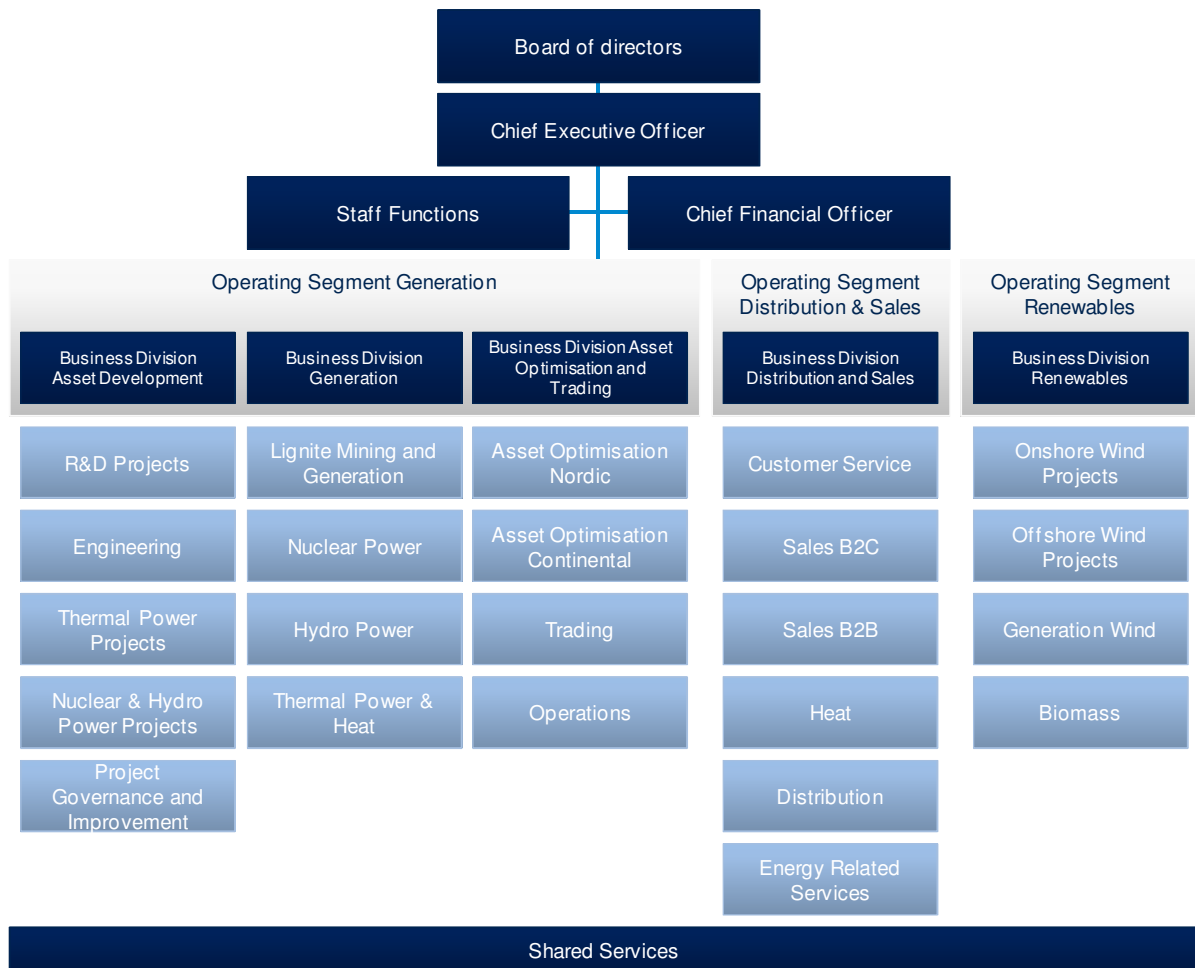 Board of directors
Chief Executive Officer
Staff Functions
Chief Financial Officer
Operating Segment Generation
Operating Segment
Distribution & Sales
Operating Segment
Renewables
Business Division
Asset Development
Business Division
Generation
Business Division Asset
Optimisation and
Trading
Business Division
Distribution and Sales
Business Division
Renewables
R&D Projects
Engineering
Thermal Power
Projects
Nuclear & Hydro
Power Projects
Project
Governance and
Improvement
Lignite Mining and
Generation
Nuclear Power
Hydro Power
Thermal Power &
Heat
Asset Optimisation
Nordic
Asset Optimisation
Continental
Trading
Operations
Customer Service
Sales B2C
Sales B2B
Heat
Distribution
Energy Related
Services
Onshore Wind
Projects
Offshore Wind
Projects
Generation Wind
Biomass
Shared Services